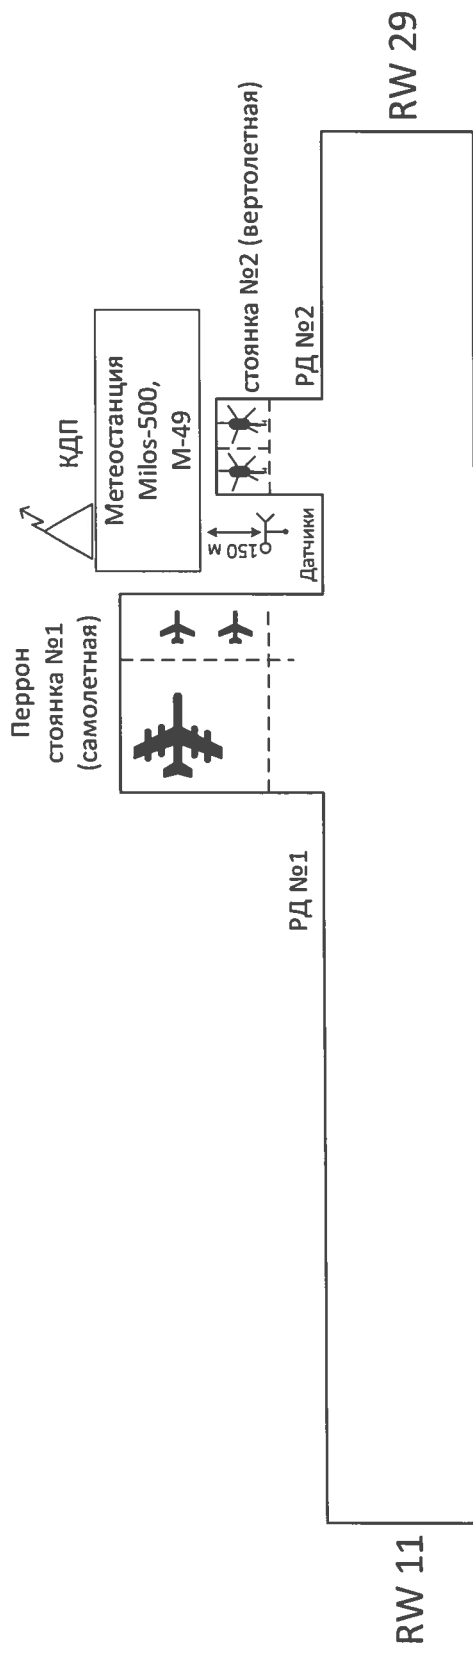 Перрон
стоянка №1
(самолетная)
КДП
Метеостанция
Milos-500,
М-49
150 м
Датчики
стоянка №2 (вертолетная)
РД №1
РД №2
RW 11
RW 29